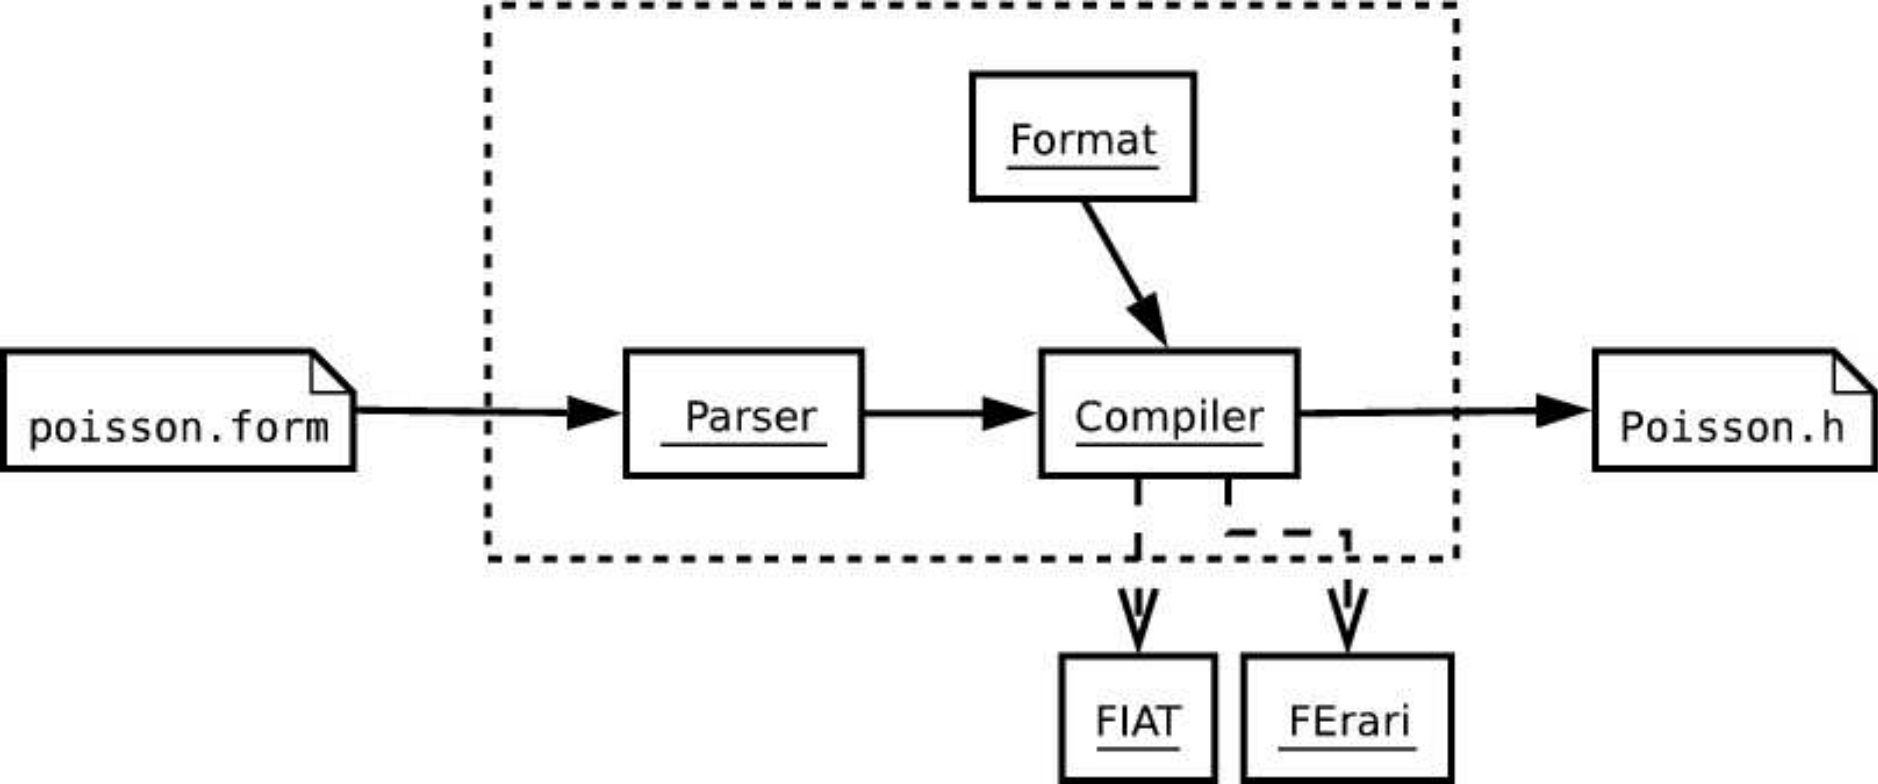 Format
poisson.form
Parser
Compiler
Poisson.h
FIAT
FErari